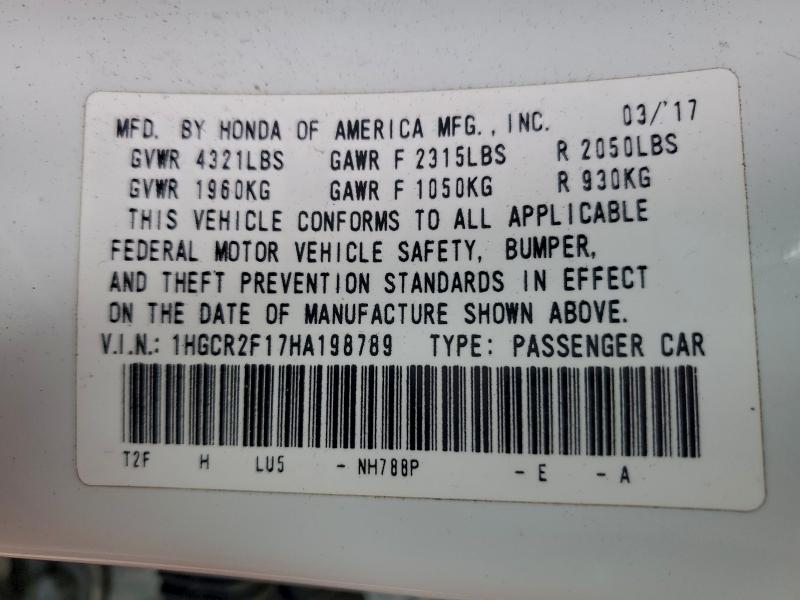 MFD. BY HONDA OF AMERICA MFG., INC. 03/'17
GVWR 4321LBS GAWR F 2315LBS R 2050LBS
GVWR 1960KG GAWR F 1050KG R 930KG
THIS VEHICLE CONFORMS TO ALL APPLICABLE
FEDERAL MOTOR VEHICLE SAFETY, BUMPER,
AND THEFT PREVENTION STANDARDS IN EFFECT
ON THE DATE OF MANUFACTURE SHOWN ABOVE.
V.I.N.: 1HGCR2F17HA198789 TYPE: PASSENGER CAR
T2F H LU5 - NH788P - E - A